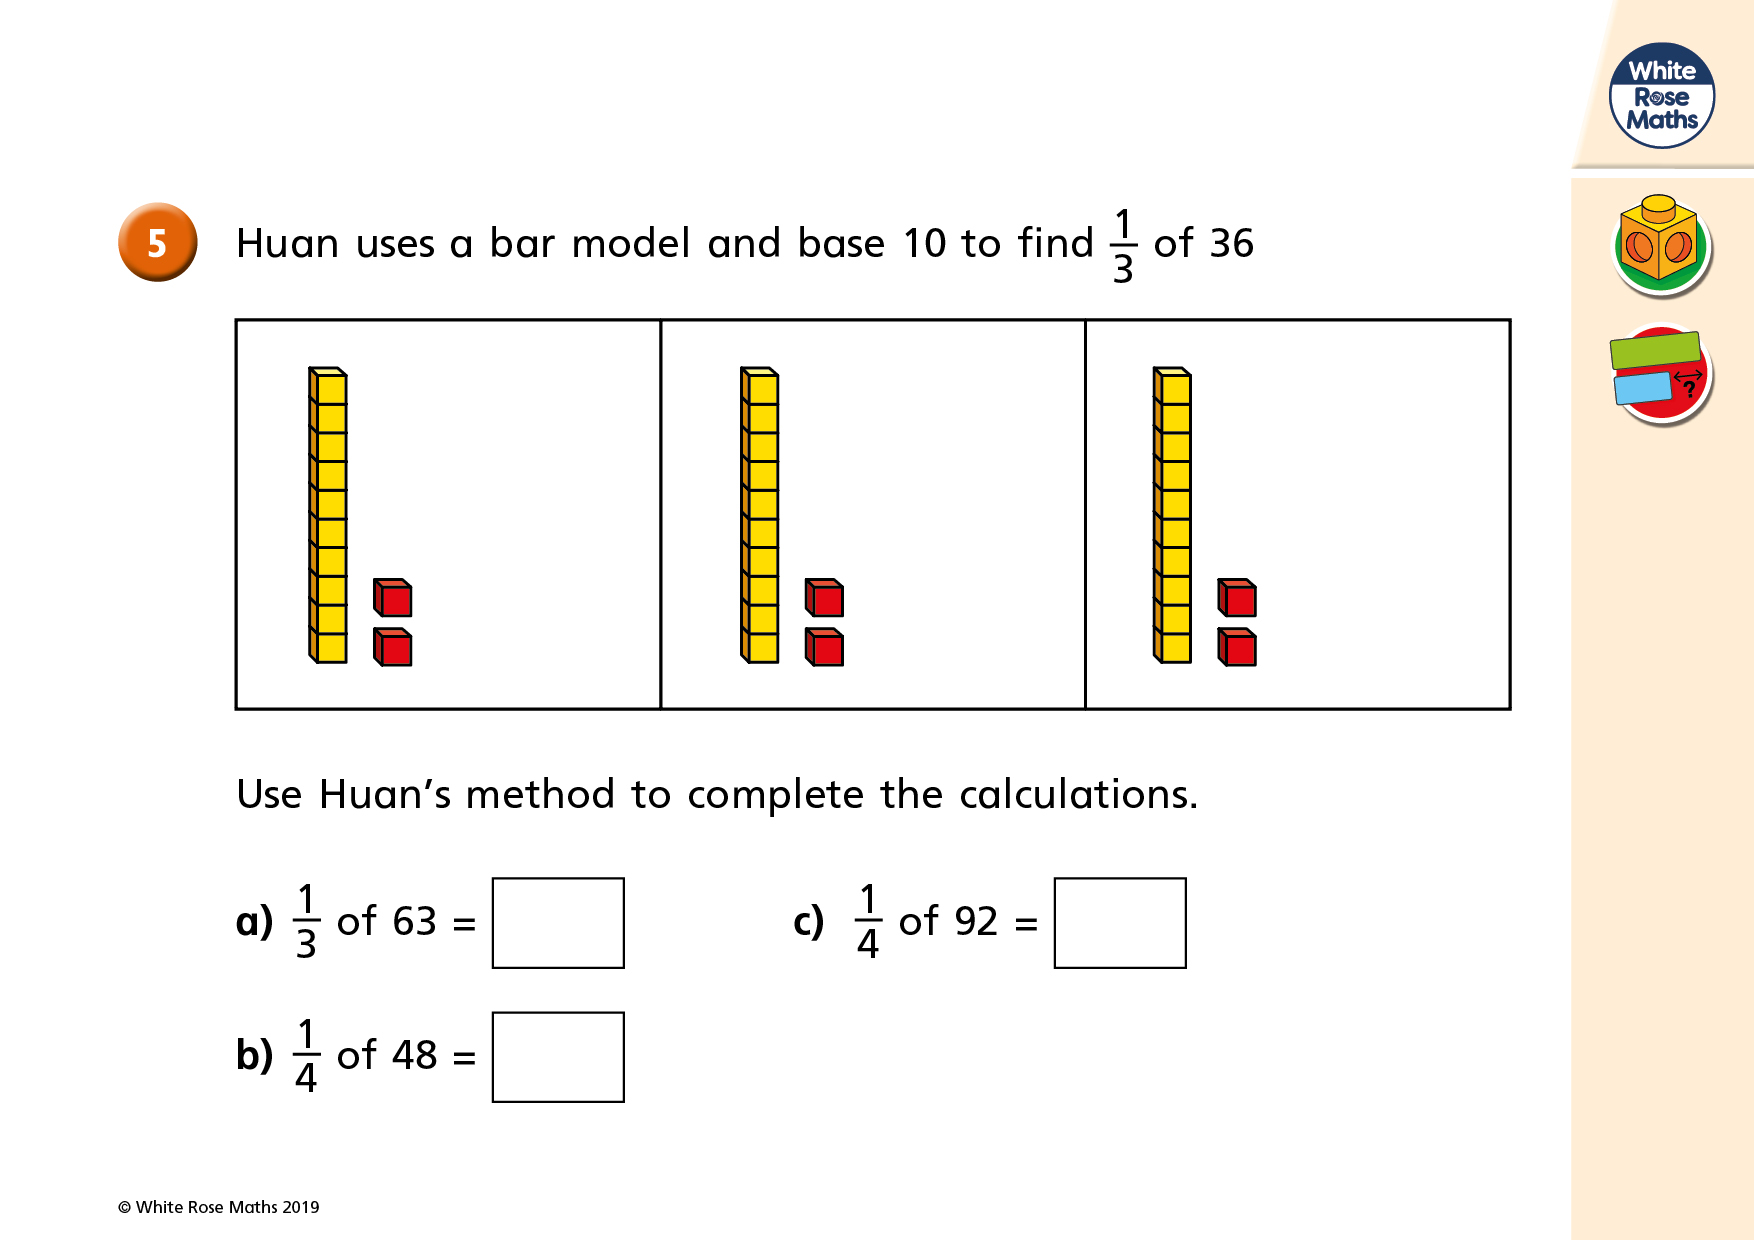 White
Rose
Maths
5 Huan uses a bar model and base 10 to find 1/3 of 36
?
Use Huan’s method to complete the calculations.
a) 1/3 of 63 =
c) 1/4 of 92 =
b) 1/4 of 48 =
© White Rose Maths 2019